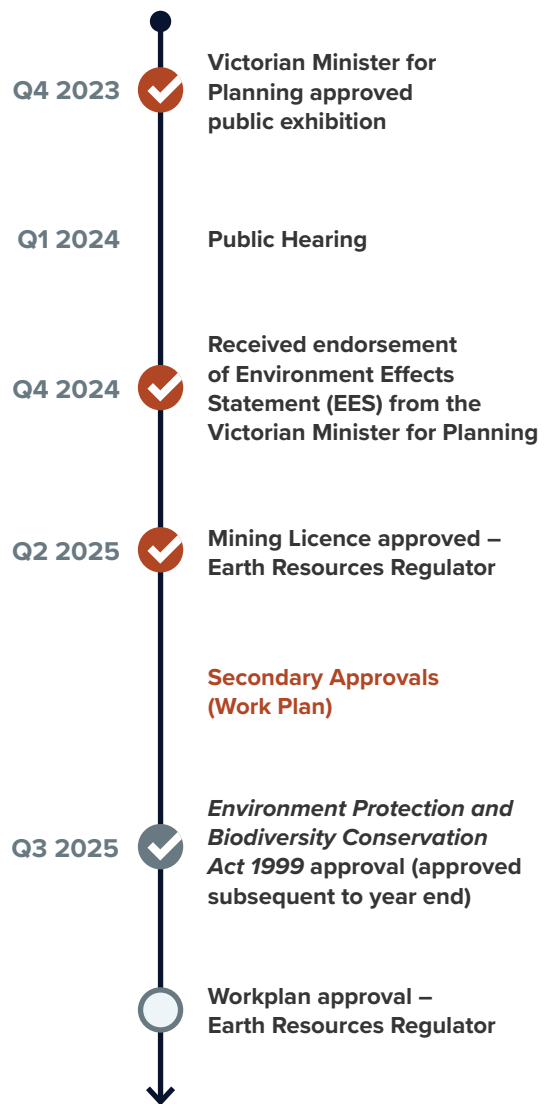 Q4 2023
Victorian Minister for
Planning approved
public exhibition
Q1 2024
Public Hearing
Q4 2024
Received endorsement
of Environment Effects
Statement (EES) from the
Victorian Minister for Planning
Q2 2025
Mining Licence approved –
Earth Resources Regulator
Secondary Approvals
(Work Plan)
Q3 2025
Environment Protection and
Biodiversity Conservation
Act 1999 approval (approved
subsequent to year end)
Workplan approval –
Earth Resources Regulator